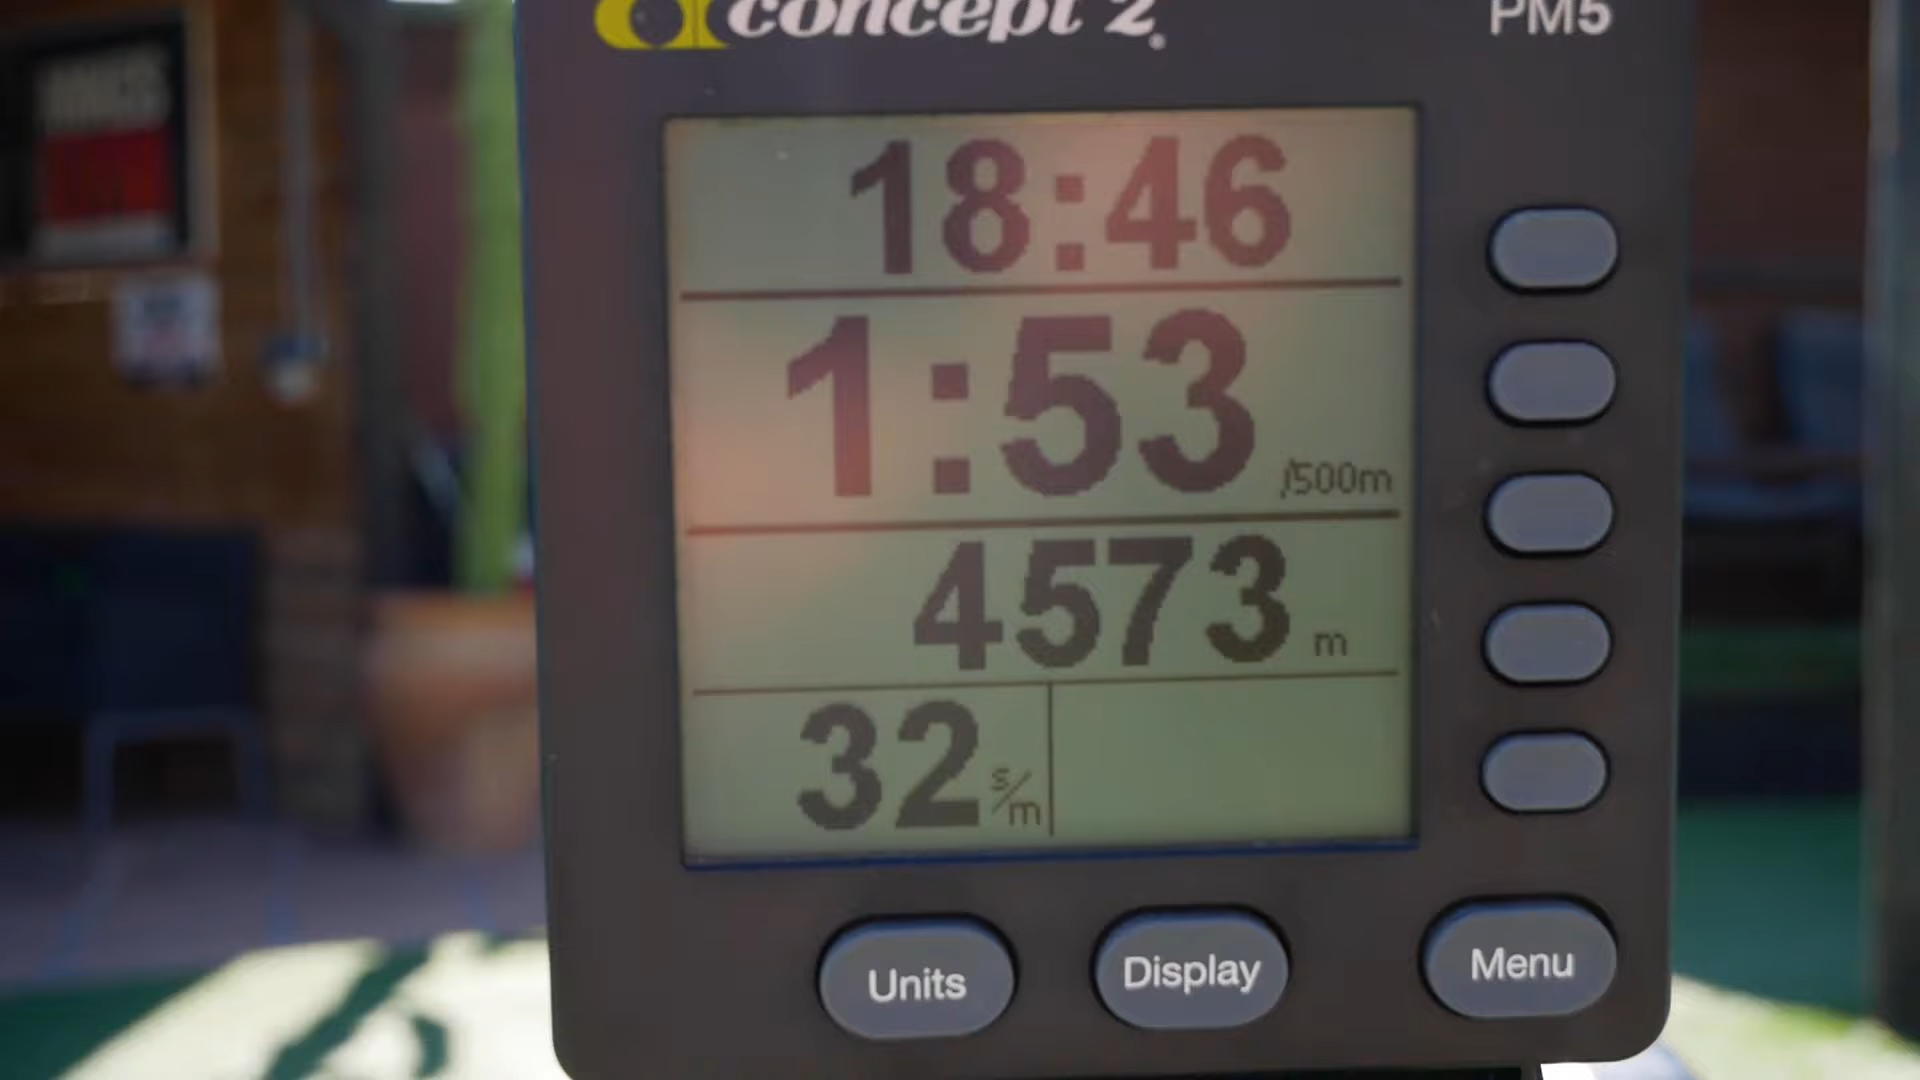 concept 2® PM5
18:46
1:53 /500m
4573 m
32 s/m
Units Display Menu